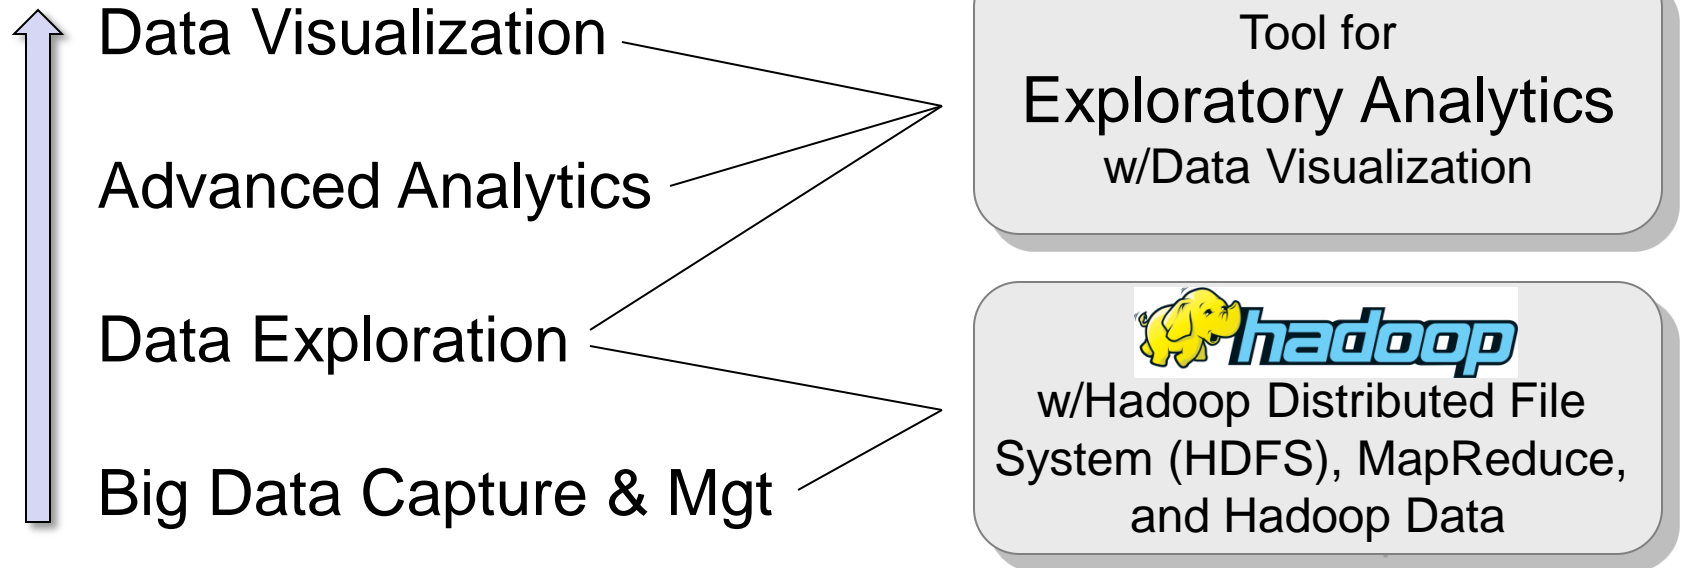 Data Visualization
Advanced Analytics
Data Exploration
Big Data Capture & Mgt
Tool for
Exploratory Analytics
w/Data Visualization
hadoop
w/Hadoop Distributed File
System (HDFS), MapReduce,
and Hadoop Data